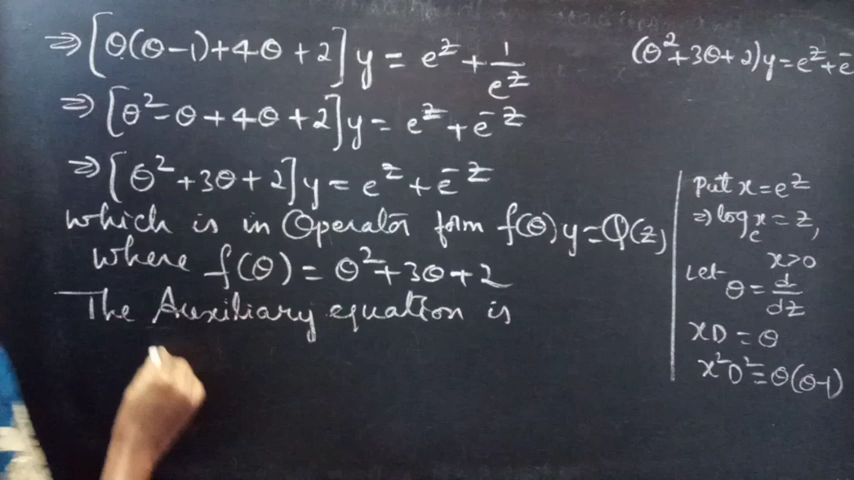 ⇒ [θ(θ-1)+4θ+2]y = e^z + 1/e^z
⇒ [θ²-θ+4θ+2]y = e^z + e^-z
⇒ [θ²+3θ+2]y = e^z + e^-z
which is in Operator form f(θ)y=Q(z)
where f(θ) = θ²+3θ+2
The Auxiliary equation is
(θ²+3θ+2)y=e^z+e^-
Put x = e^z
⇒ log_e x = z,
x>0
Let θ = d/dz
xD = θ
x²D² = θ(θ-1)